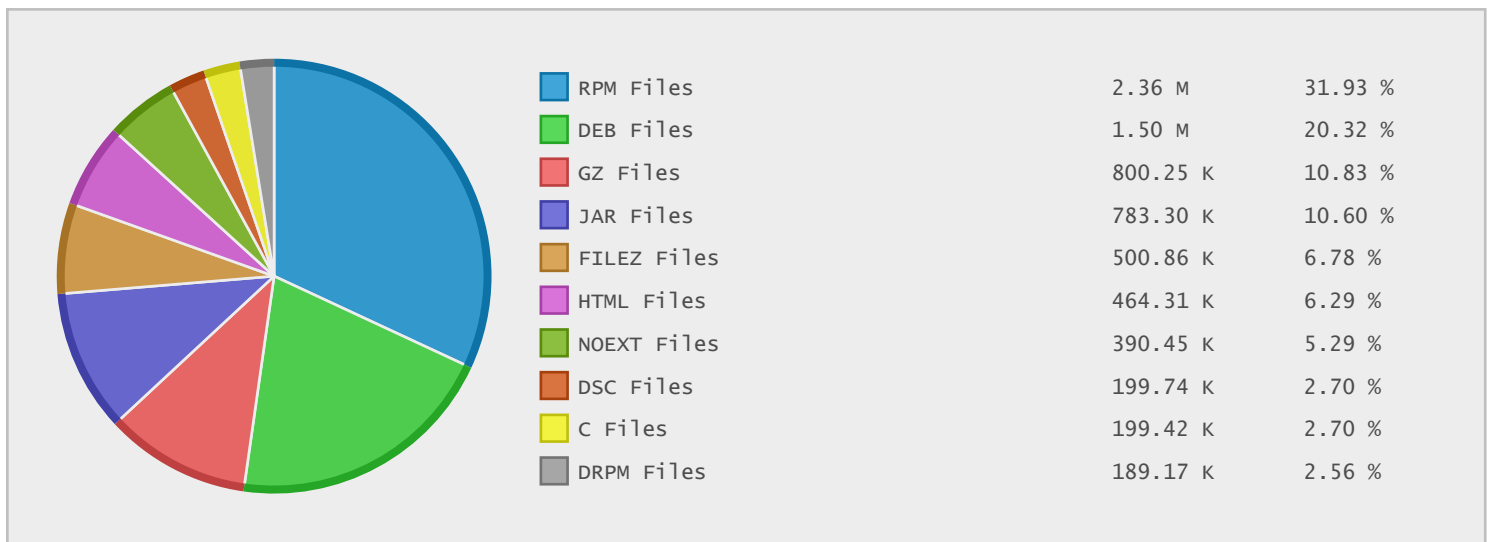 RPM Files 2.36 M 31.93 %
DEB Files 1.50 M 20.32 %
GZ Files 800.25 K 10.83 %
JAR Files 783.30 K 10.60 %
FILEZ Files 500.86 K 6.78 %
HTML Files 464.31 K 6.29 %
NOEXT Files 390.45 K 5.29 %
DSC Files 199.74 K 2.70 %
C Files 199.42 K 2.70 %
DRPM Files 189.17 K 2.56 %